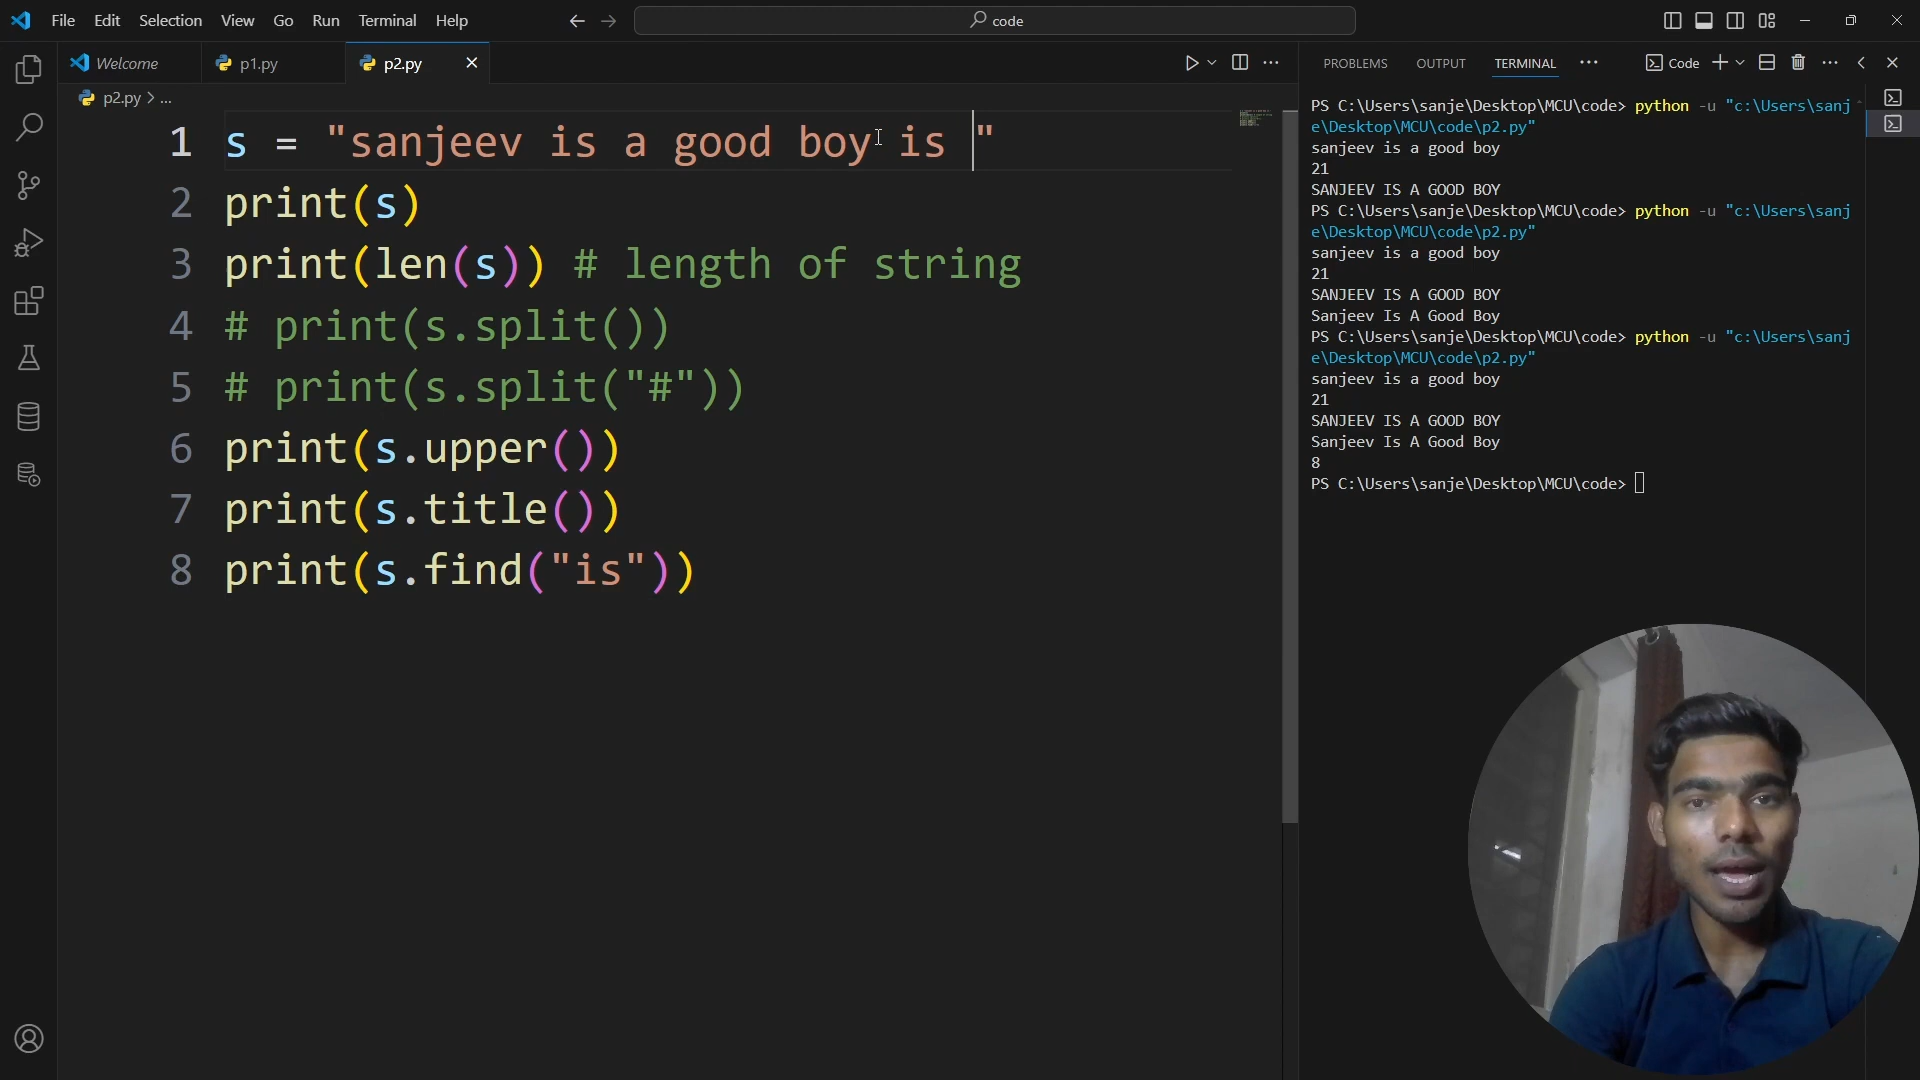 File Edit Selection View Go Run Terminal Help
code
Welcome
p1.py
p2.py
p2.py > ...
1 s = "sanjeev is a good boy is "
2 print(s)
3 print(len(s)) # length of string
4 # print(s.split())
5 # print(s.split("#"))
6 print(s.upper())
7 print(s.title())
8 print(s.find("is"))
PROBLEMS OUTPUT TERMINAL ... Code
PS C:\Users\sanje\Desktop\MCU\code> python -u "c:\Users\sanj
e\Desktop\MCU\code\p2.py"
sanjeev is a good boy
21
SANJEEV IS A GOOD BOY
PS C:\Users\sanje\Desktop\MCU\code> python -u "c:\Users\sanj
e\Desktop\MCU\code\p2.py"
sanjeev is a good boy
21
SANJEEV IS A GOOD BOY
Sanjeev Is A Good Boy
PS C:\Users\sanje\Desktop\MCU\code> python -u "c:\Users\sanj
e\Desktop\MCU\code\p2.py"
sanjeev is a good boy
21
SANJEEV IS A GOOD BOY
Sanjeev Is A Good Boy
8
PS C:\Users\sanje\Desktop\MCU\code>